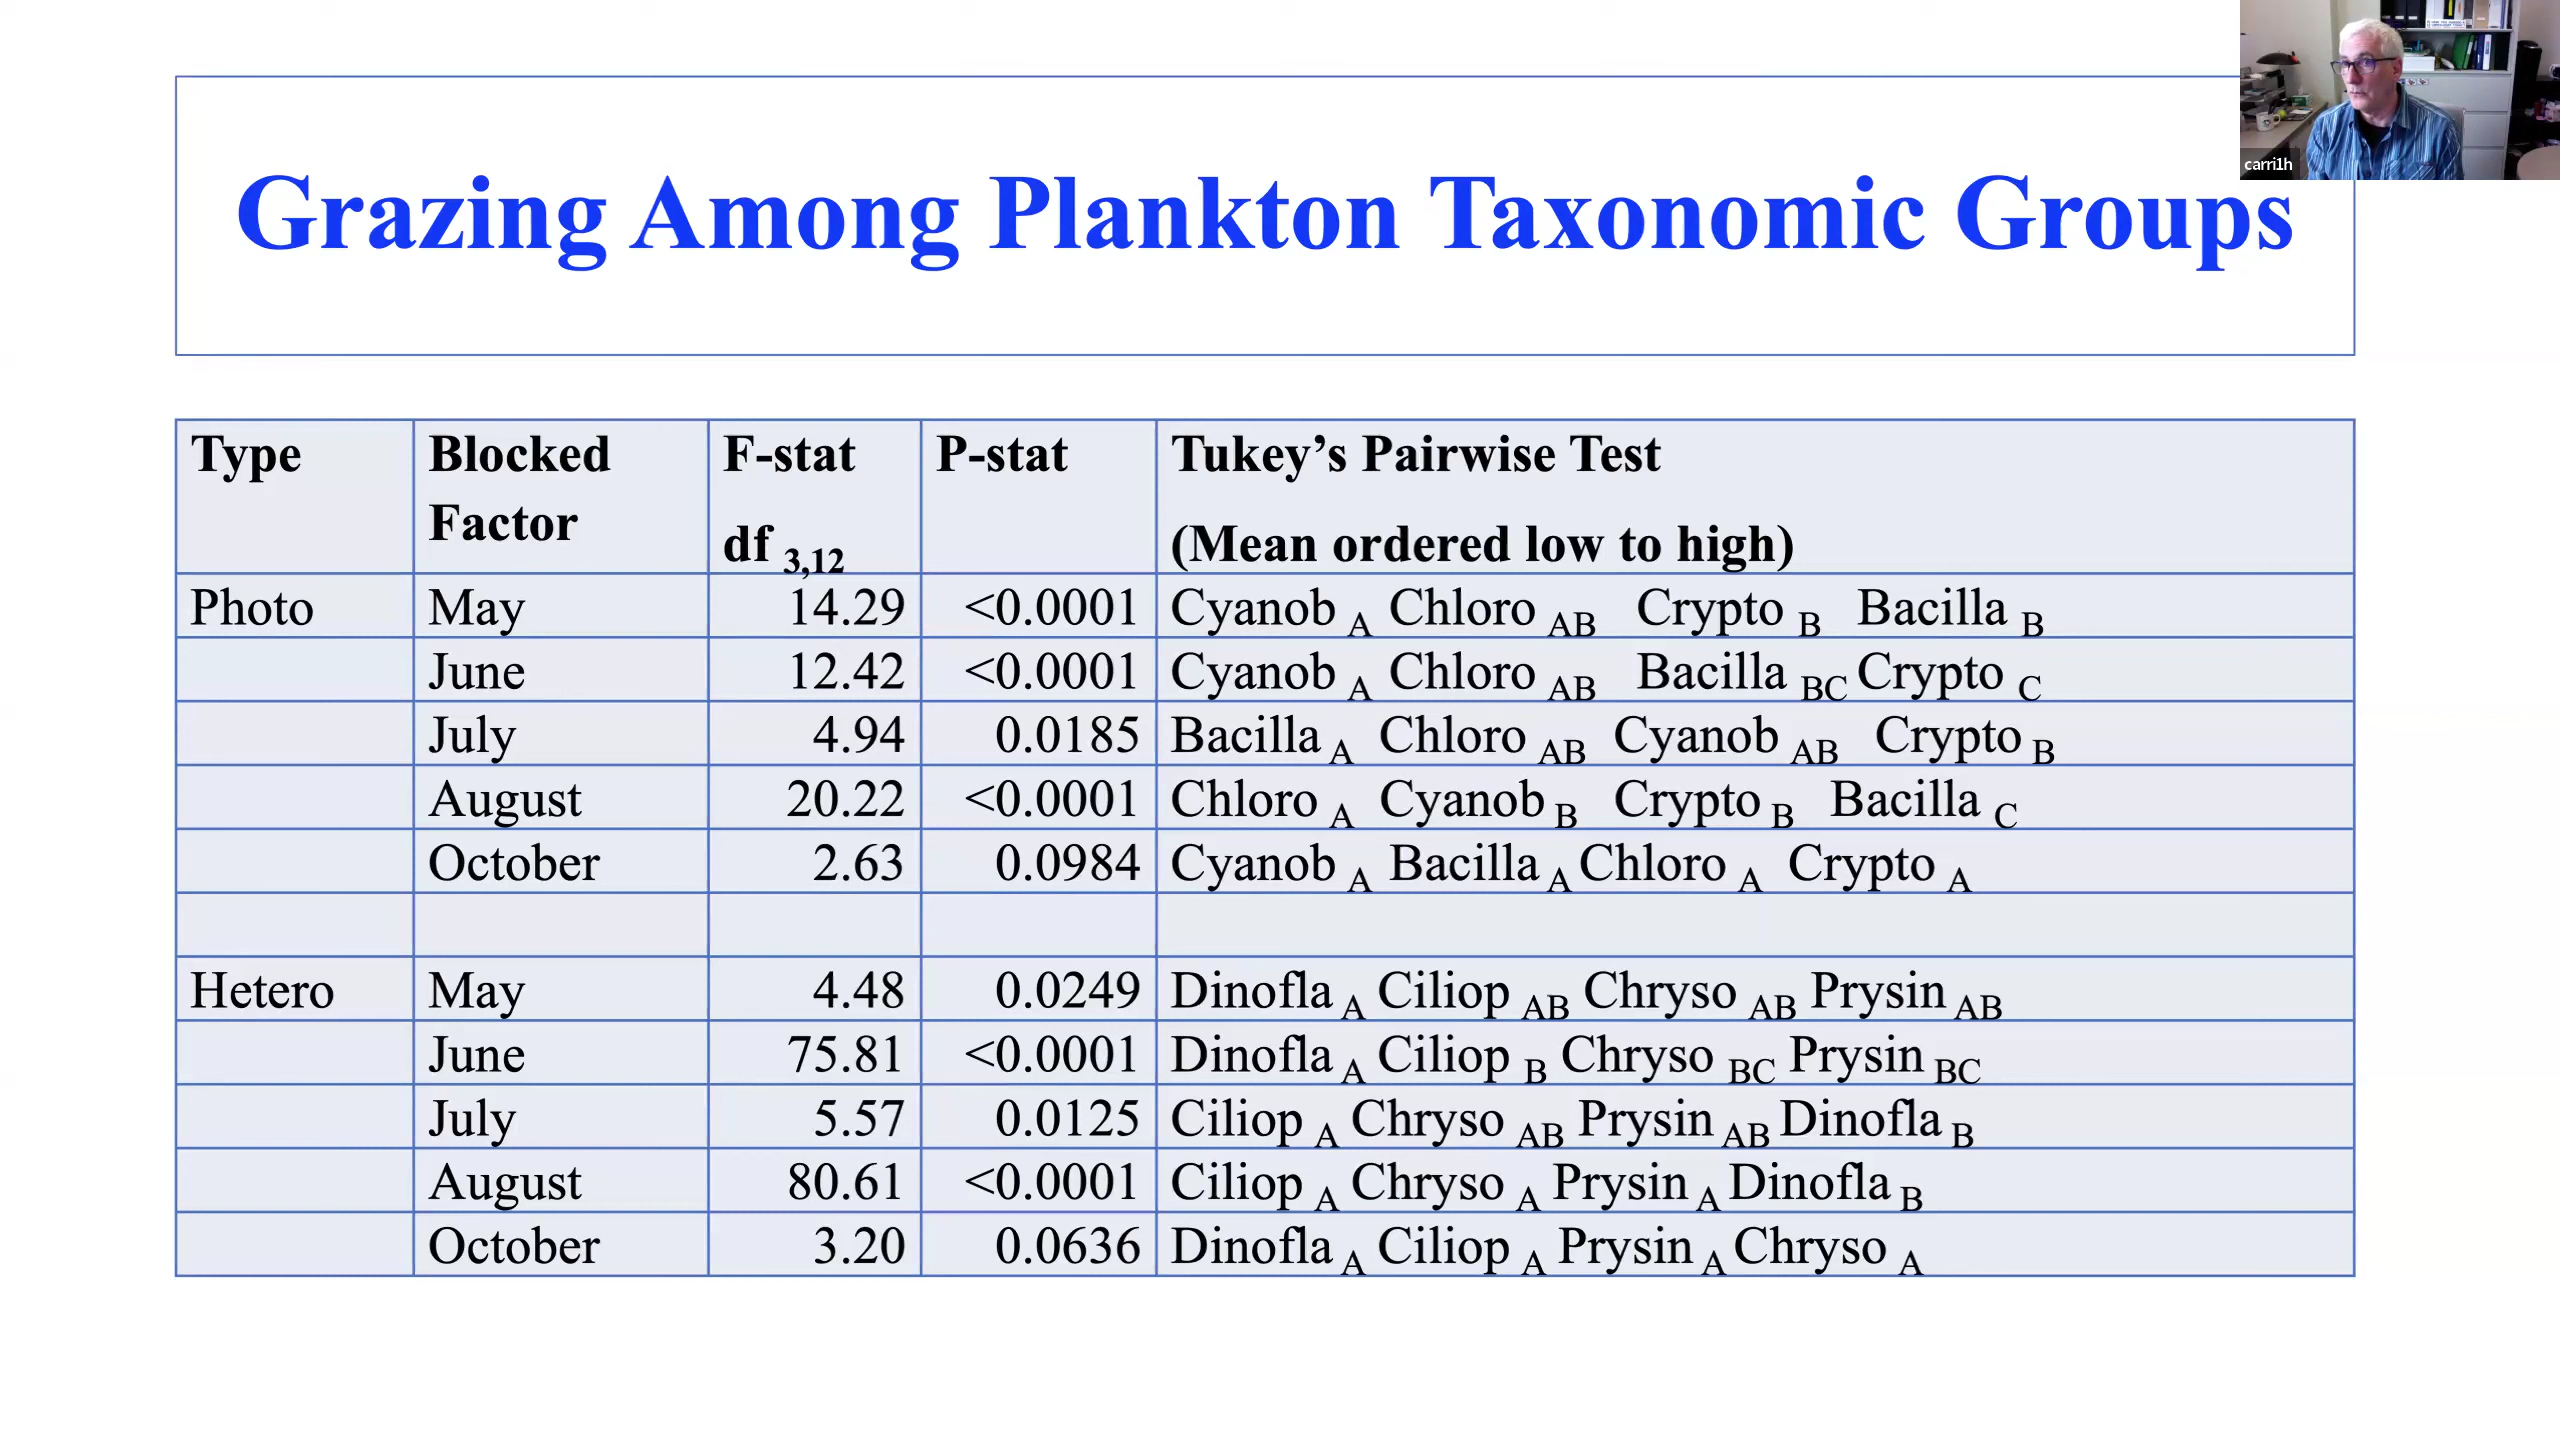 carri1h
Grazing Among Plankton Taxonomic Groups
Type Blocked Factor F-stat df 3,12 P-stat Tukey’s Pairwise Test (Mean ordered low to high)
Photo May 14.29 <0.0001 Cyanob A Chloro AB Crypto B Bacilla B
June 12.42 <0.0001 Cyanob A Chloro AB Bacilla BC Crypto C
July 4.94 0.0185 Bacilla A Chloro AB Cyanob AB Crypto B
August 20.22 <0.0001 Chloro A Cyanob B Crypto B Bacilla C
October 2.63 0.0984 Cyanob A Bacilla A Chloro A Crypto A
Hetero May 4.48 0.0249 Dinofla A Ciliop AB Chryso AB Prysin AB
June 75.81 <0.0001 Dinofla A Ciliop B Chryso BC Prysin BC
July 5.57 0.0125 Ciliop A Chryso AB Prysin AB Dinofla B
August 80.61 <0.0001 Ciliop A Chryso A Prysin A Dinofla B
October 3.20 0.0636 Dinofla A Ciliop A Prysin A Chryso A